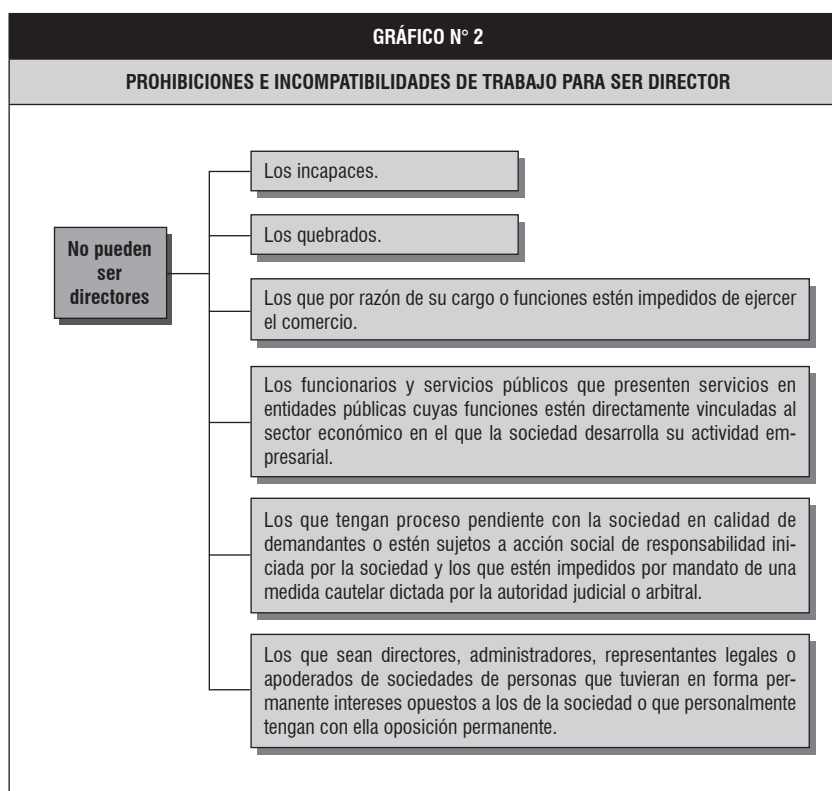 GRÁFICO N° 2
PROHIBICIONES E INCOMPATIBILIDADES DE TRABAJO PARA SER DIRECTOR
No pueden
ser
directores
Los incapaces.
Los quebrados.
Los que por razón de su cargo o funciones estén impedidos de ejercer
el comercio.
Los funcionarios y servicios públicos que presenten servicios en
entidades públicas cuyas funciones estén directamente vinculadas al
sector económico en el que la sociedad desarrolla su actividad em-
presarial.
Los que tengan proceso pendiente con la sociedad en calidad de
demandantes o estén sujetos a acción social de responsabilidad ini-
ciada por la sociedad y los que estén impedidos por mandato de una
medida cautelar dictada por la autoridad judicial o arbitral.
Los que sean directores, administradores, representantes legales o
apoderados de sociedades de personas que tuvieran en forma per-
manente intereses opuestos a los de la sociedad o que personalmente
tengan con ella oposición permanente.